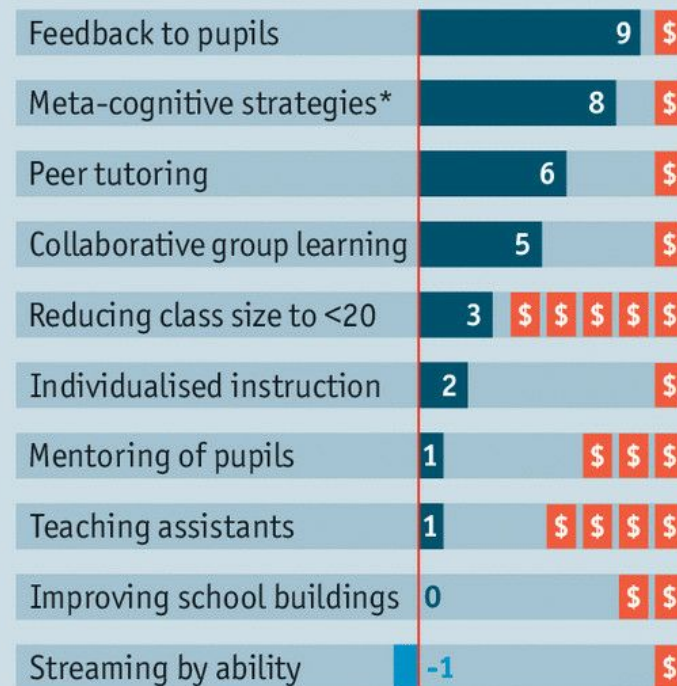 Feedback to pupils 9 $
Meta-cognitive strategies* 8 $
Peer tutoring 6 $
Collaborative group learning 5 $
Reducing class size to <20 3 $ $ $ $ $
Individualised instruction 2 $
Mentoring of pupils 1 $ $ $
Teaching assistants 1 $ $ $ $
Improving school buildings 0 $ $
Streaming by ability -1 $